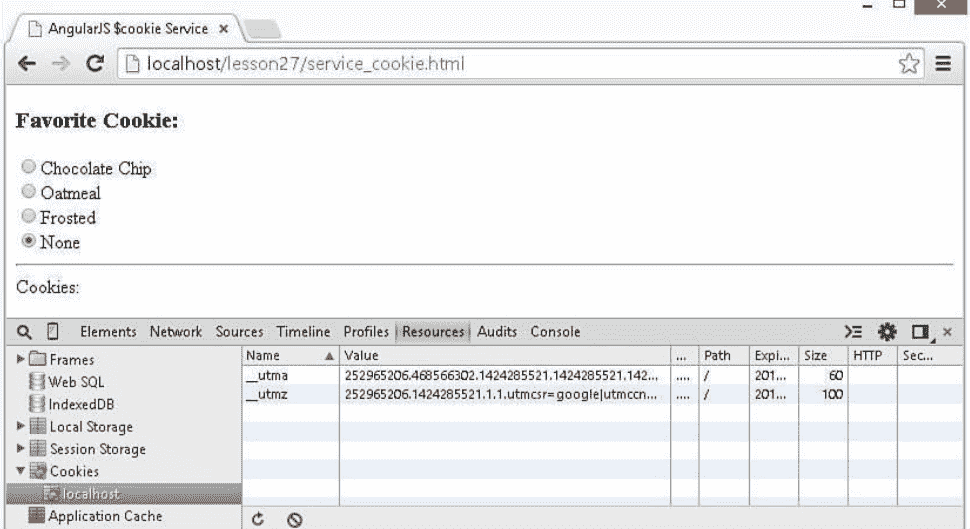 AngularJS $cookie Service ×
localhost/lesson27/service_cookie.html
Favorite Cookie:
Chocolate Chip
Oatmeal
Frosted
None
Cookies:
Elements Network Sources Timeline Profiles Resources Audits Console
Frames
Web SQL
IndexedDB
Local Storage
Session Storage
Cookies
localhost
Application Cache
Name Value ... Path Expi... Size HTTP Sec...
__utma 252965206.468566302.1424285521.1424285521.142... .... / 201... 60
__utmz 252965206.1424285521.1.1.utmcsr=google|utmccn... .... / 201... 100